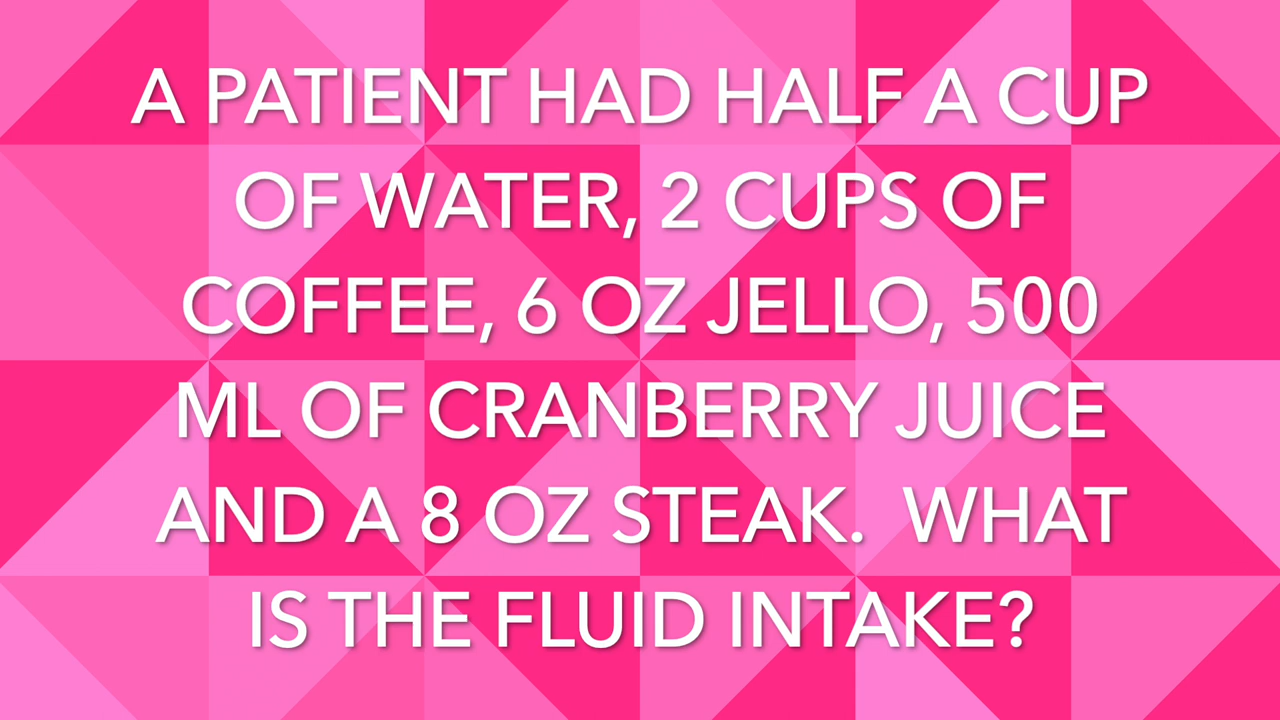 A PATIENT HAD HALF A CUP
OF WATER, 2 CUPS OF
COFFEE, 6 OZ JELLO, 500
ML OF CRANBERRY JUICE
AND A 8 OZ STEAK.  WHAT
IS THE FLUID INTAKE?